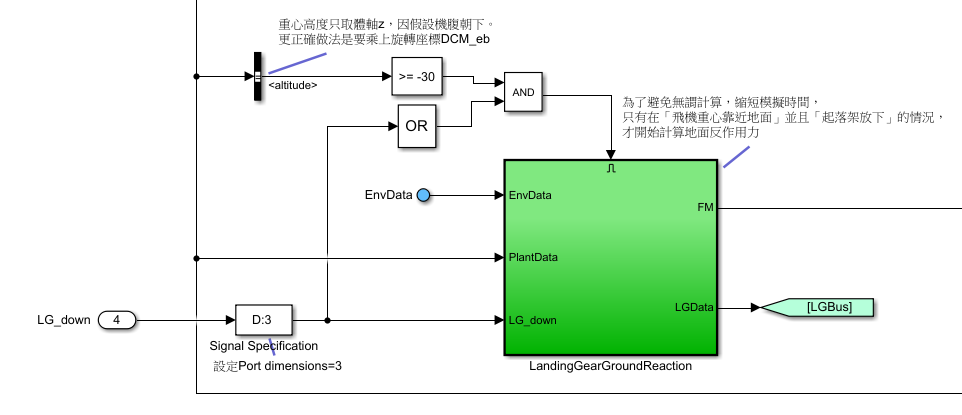 重心高度只取體軸z，因假設機腹朝下。
更正確做法是要乘上旋轉座標DCM_eb
<altitude>
>= -30
AND
OR
為了避免無謂計算，縮短模擬時間，
只有在「飛機重心靠近地面」並且「起落架放下」的情況，
才開始計算地面反作用力
EnvData
EnvData
FM
PlantData
LGData
[LGBus]
LG_down
4
D:3
LG_down
Signal Specification
設定Port dimensions=3
LandingGearGroundReaction